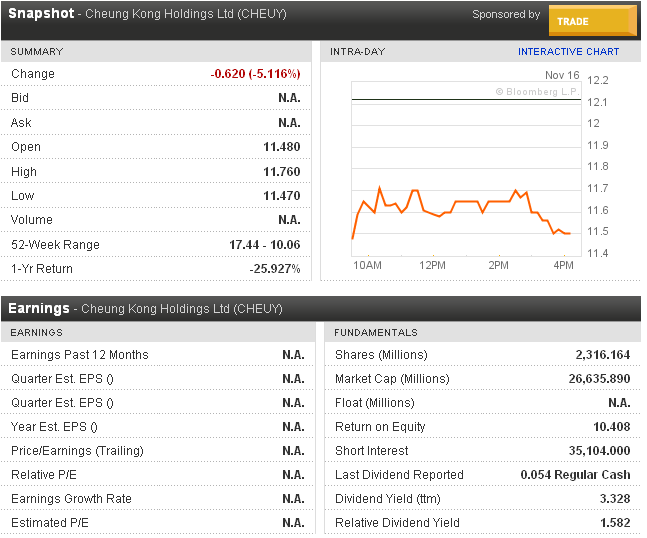 Snapshot - Cheung Kong Holdings Ltd (CHEUY)
Sponsored by
TRADE
SUMMARY
Change -0.620 (-5.116%)
Bid N.A.
Ask N.A.
Open 11.480
High 11.760
Low 11.470
Volume N.A.
52-Week Range 17.44 - 10.06
1-Yr Return -25.927%
INTRA-DAY INTERACTIVE CHART
Nov 16
© Bloomberg L.P.
12.2
12.1
12
11.9
11.8
11.7
11.6
11.5
11.4
10AM 12PM 2PM 4PM
Earnings - Cheung Kong Holdings Ltd (CHEUY)
EARNINGS
Earnings Past 12 Months N.A.
Quarter Est. EPS () N.A.
Quarter Est. EPS () N.A.
Year Est. EPS () N.A.
Price/Earnings (Trailing) N.A.
Relative P/E N.A.
Earnings Growth Rate N.A.
Estimated P/E N.A.
FUNDAMENTALS
Shares (Millions) 2,316.164
Market Cap (Millions) 26,635.890
Float (Millions) N.A.
Return on Equity 10.408
Short Interest 35,104.000
Last Dividend Reported 0.054 Regular Cash
Dividend Yield (ttm) 3.328
Relative Dividend Yield 1.582